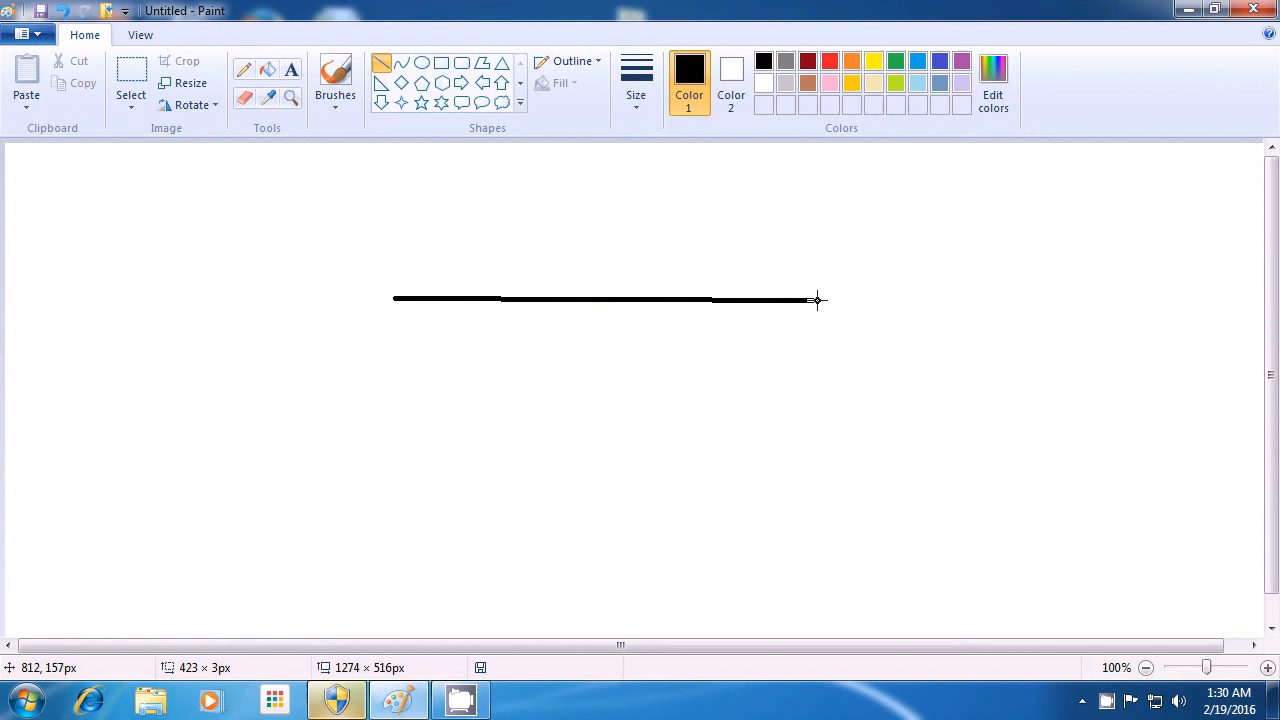 Untitled - Paint
Home View
Paste
Cut
Copy
Clipboard
Select
Crop
Resize
Rotate
Image
A
Tools
Brushes
Shapes
Outline
Fill
Size
Color 1
Color 2
Edit colors
Colors
812, 157px
423 × 3px
1274 × 516px
100%
1:30 AM
2/19/2016